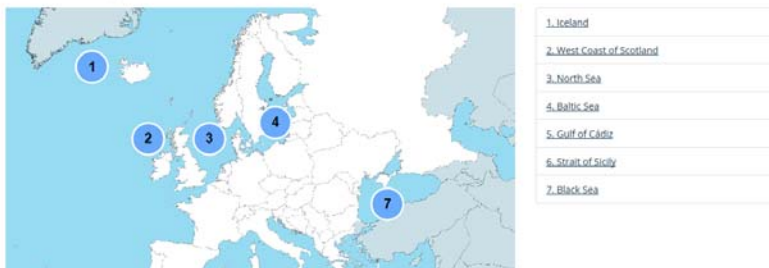 1
2
3
4
7
1. Iceland
2. West Coast of Scotland
3. North Sea
4. Baltic Sea
5. Gulf of Cádiz
6. Strait of Sicily
7. Black Sea